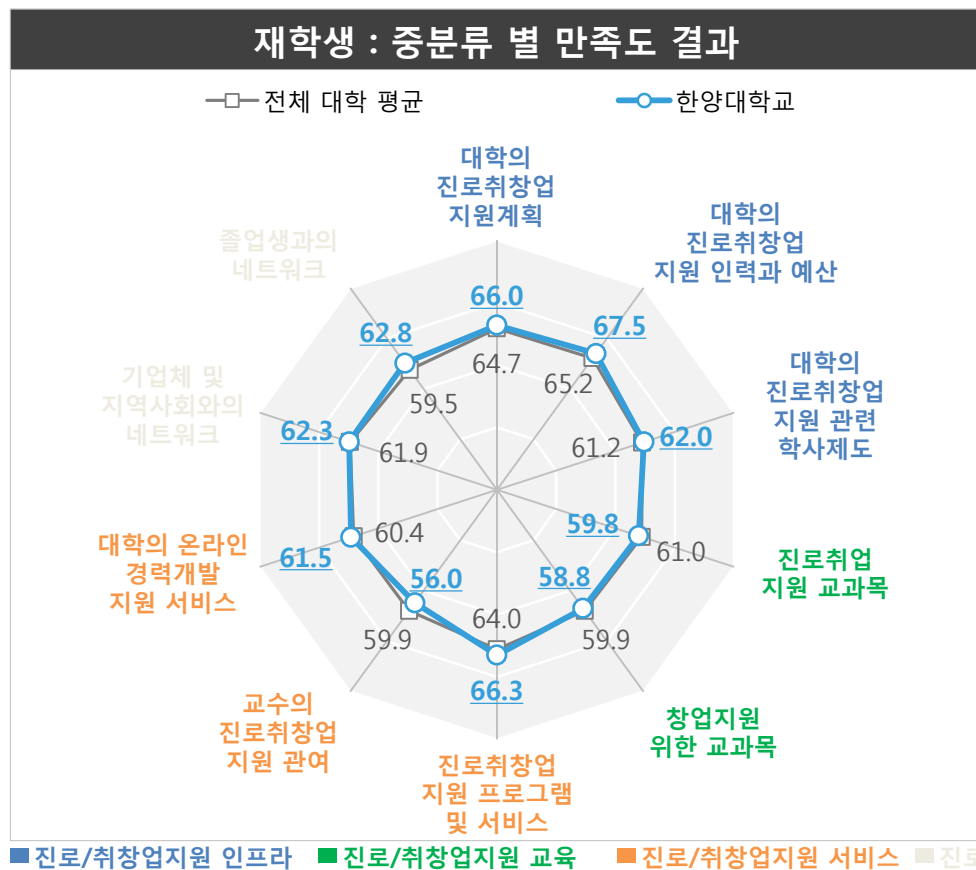 재학생 : 중분류 별 만족도 결과
전체 대학 평균
한양대학교
대학의
진로취창업
지원계획
대학의
진로취창업
지원 인력과 예산
대학의
진로취창업
지원 관련
학사제도
진로취업
지원 교과목
창업지원
위한 교과목
진로취창업
지원 프로그램
및 서비스
교수의
진로취창업
지원 관여
대학의 온라인
경력개발
지원 서비스
기업체 및
지역사회와의
네트워크
졸업생과의
네트워크
66.0
64.7
67.5
65.2
62.0
61.2
59.8
61.0
58.8
59.9
64.0
66.3
56.0
59.9
60.4
61.5
62.3
61.9
62.8
59.5
진로/취창업지원 인프라
진로/취창업지원 교육
진로/취창업지원 서비스
진로